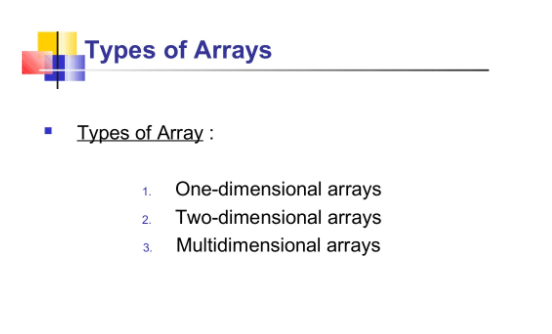 Types of Arrays
Types of Array :
1. One-dimensional arrays
2. Two-dimensional arrays
3. Multidimensional arrays